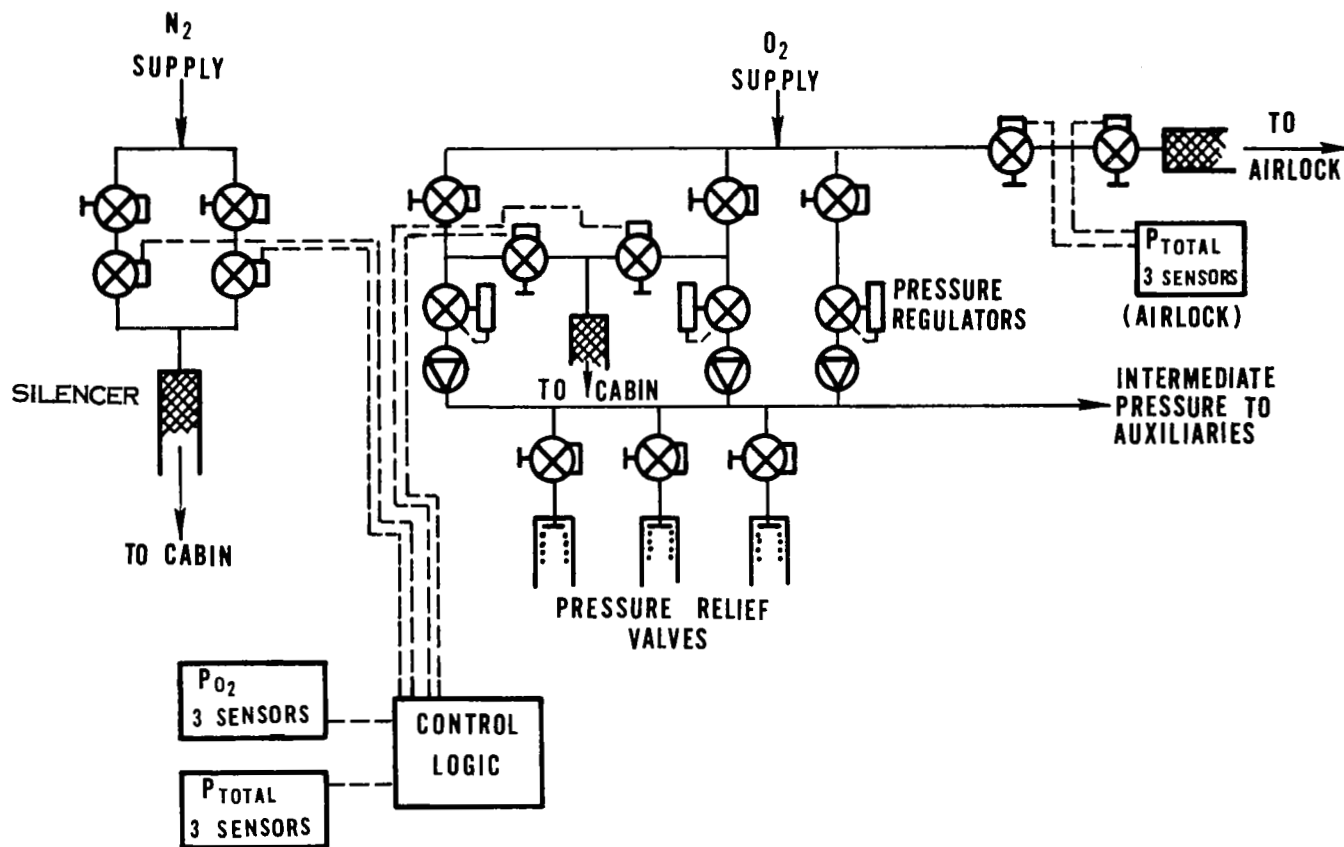 N2
SUPPLY
O2
SUPPLY
TO
AIRLOCK
PTOTAL
3 SENSORS
(AIRLOCK)
PRESSURE
REGULATORS
TO CABIN
INTERMEDIATE
PRESSURE TO
AUXILIARIES
SILENCER
TO CABIN
PRESSURE RELIEF
VALVES
PO2
3 SENSORS
CONTROL
LOGIC
PTOTAL
3 SENSORS